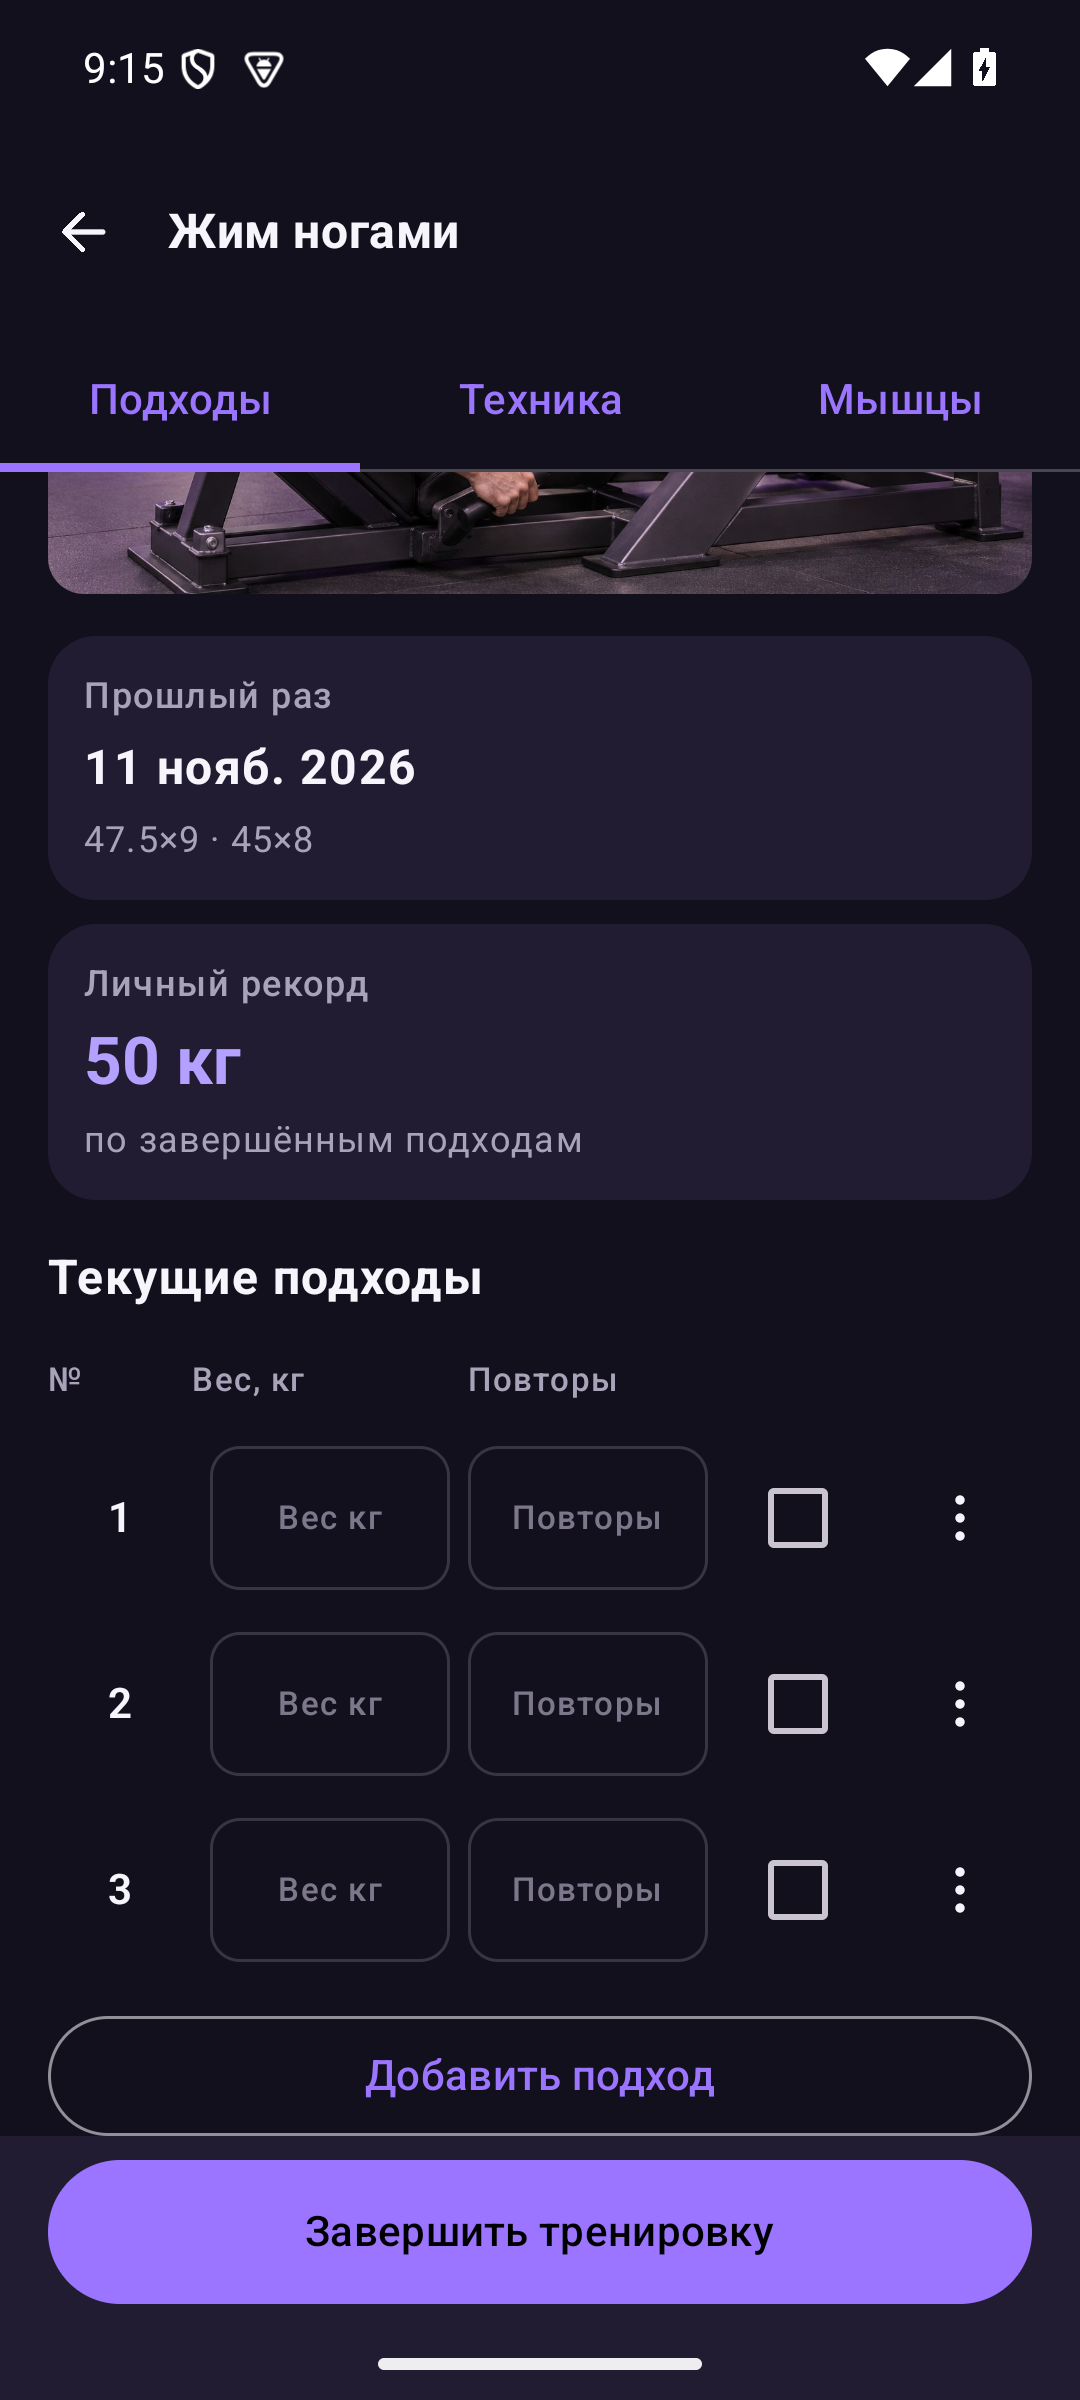 9:15
Жим ногами
Подходы Техника Мышцы
Прошлый раз
11 нояб. 2026
47.5×9 · 45×8
Личный рекорд
50 кг
по завершённым подходам
Текущие подходы
№ Вес, кг Повторы
1 Вес кг Повторы
2 Вес кг Повторы
3 Вес кг Повторы
Добавить подход
Завершить тренировку